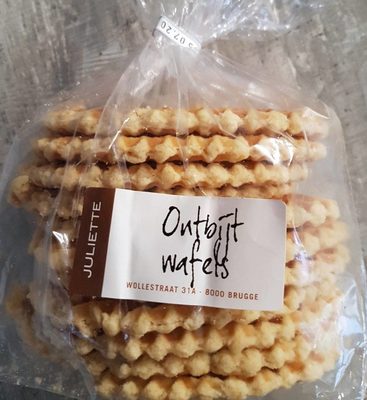 JULIETTE
Ontbijt
wafels
WOLLESTRAAT 31A - 8000 BRUGGE